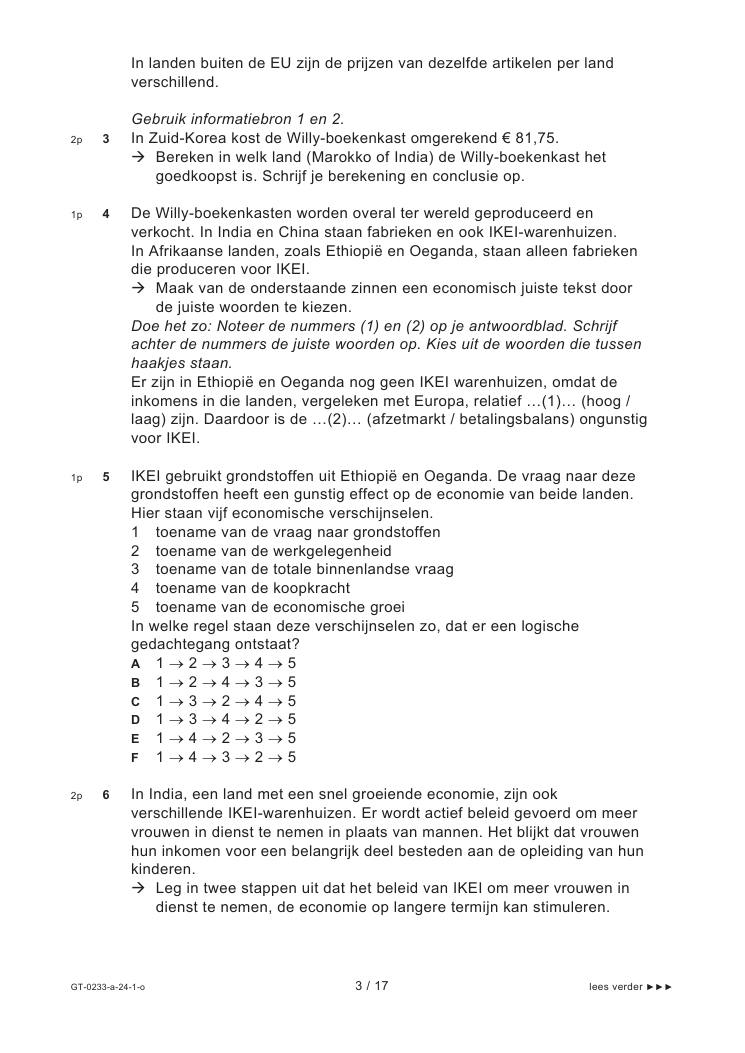 In landen buiten de EU zijn de prijzen van dezelfde artikelen per land
verschillend.
Gebruik informatiebron 1 en 2.
2p 3 In Zuid-Korea kost de Willy-boekenkast omgerekend € 81,75.
→ Bereken in welk land (Marokko of India) de Willy-boekenkast het
goedkoopst is. Schrijf je berekening en conclusie op.
1p 4 De Willy-boekenkasten worden overal ter wereld geproduceerd en
verkocht. In India en China staan fabrieken en ook IKEI-warenhuizen.
In Afrikaanse landen, zoals Ethiopië en Oeganda, staan alleen fabrieken
die produceren voor IKEI.
→ Maak van de onderstaande zinnen een economisch juiste tekst door
de juiste woorden te kiezen.
Doe het zo: Noteer de nummers (1) en (2) op je antwoordblad. Schrijf
achter de nummers de juiste woorden op. Kies uit de woorden die tussen
haakjes staan.
Er zijn in Ethiopië en Oeganda nog geen IKEI warenhuizen, omdat de
inkomens in die landen, vergeleken met Europa, relatief …(1)… (hoog /
laag) zijn. Daardoor is de …(2)… (afzetmarkt / betalingsbalans) ongunstig
voor IKEI.
1p 5 IKEI gebruikt grondstoffen uit Ethiopië en Oeganda. De vraag naar deze
grondstoffen heeft een gunstig effect op de economie van beide landen.
Hier staan vijf economische verschijnselen.
1 toename van de vraag naar grondstoffen
2 toename van de werkgelegenheid
3 toename van de totale binnenlandse vraag
4 toename van de koopkracht
5 toename van de economische groei
In welke regel staan deze verschijnselen zo, dat er een logische
gedachtegang ontstaat?
A 1 → 2 → 3 → 4 → 5
B 1 → 2 → 4 → 3 → 5
C 1 → 3 → 2 → 4 → 5
D 1 → 3 → 4 → 2 → 5
E 1 → 4 → 2 → 3 → 5
F 1 → 4 → 3 → 2 → 5
2p 6 In India, een land met een snel groeiende economie, zijn ook
verschillende IKEI-warenhuizen. Er wordt actief beleid gevoerd om meer
vrouwen in dienst te nemen in plaats van mannen. Het blijkt dat vrouwen
hun inkomen voor een belangrijk deel besteden aan de opleiding van hun
kinderen.
→ Leg in twee stappen uit dat het beleid van IKEI om meer vrouwen in
dienst te nemen, de economie op langere termijn kan stimuleren.
GT-0233-a-24-1-o 3 / 17 lees verder ►►►